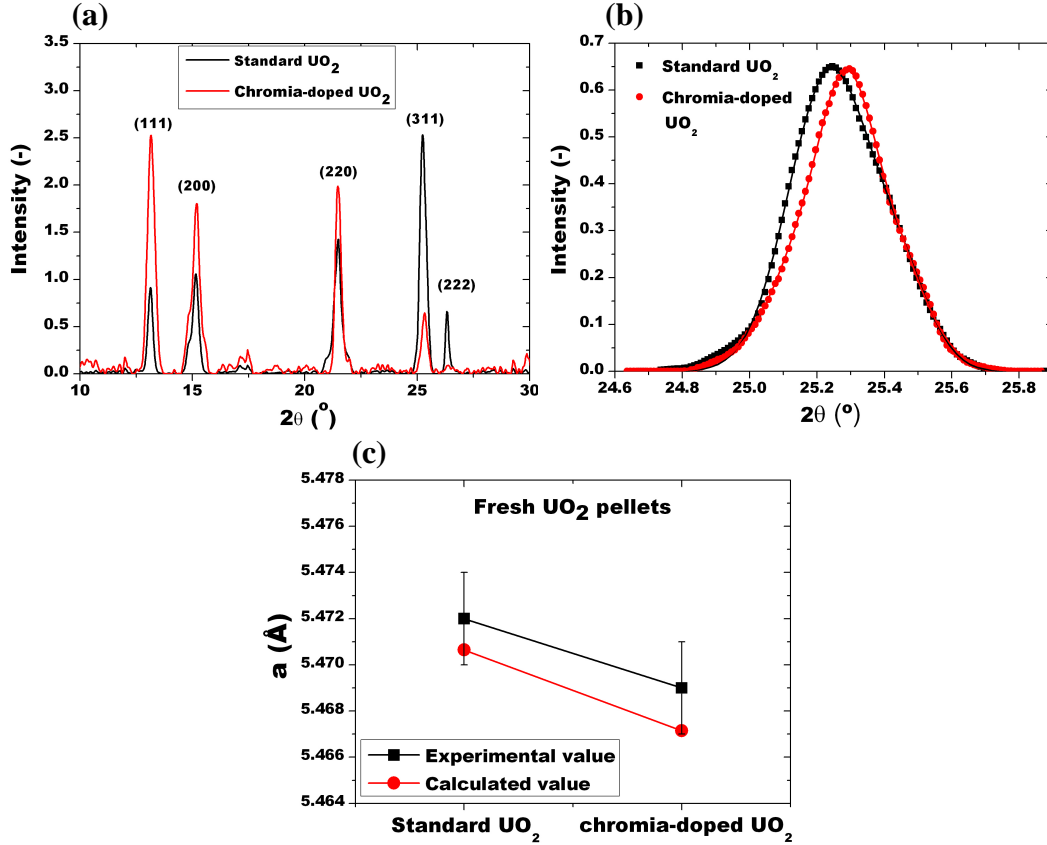 (a)
3.5
3.0
2.5
2.0
1.5
1.0
0.5
0.0
Intensity (-)
Standard UO2
Chromia-doped UO2
(111)
(200)
(220)
(311)
(222)
10 15 20 25 30
2θ (º)
(b)
0.7
0.6
0.5
0.4
0.3
0.2
0.1
0.0
Intensity (-)
Standard UO2
Chromia-doped
UO2
24.6 24.8 25.0 25.2 25.4 25.6 25.8
2θ (º)
(c)
5.478
5.476
5.474
5.472
5.470
5.468
5.466
5.464
a (Å)
Fresh UO2 pellets
Experimental value
Calculated value
Standard UO2 chromia-doped UO2